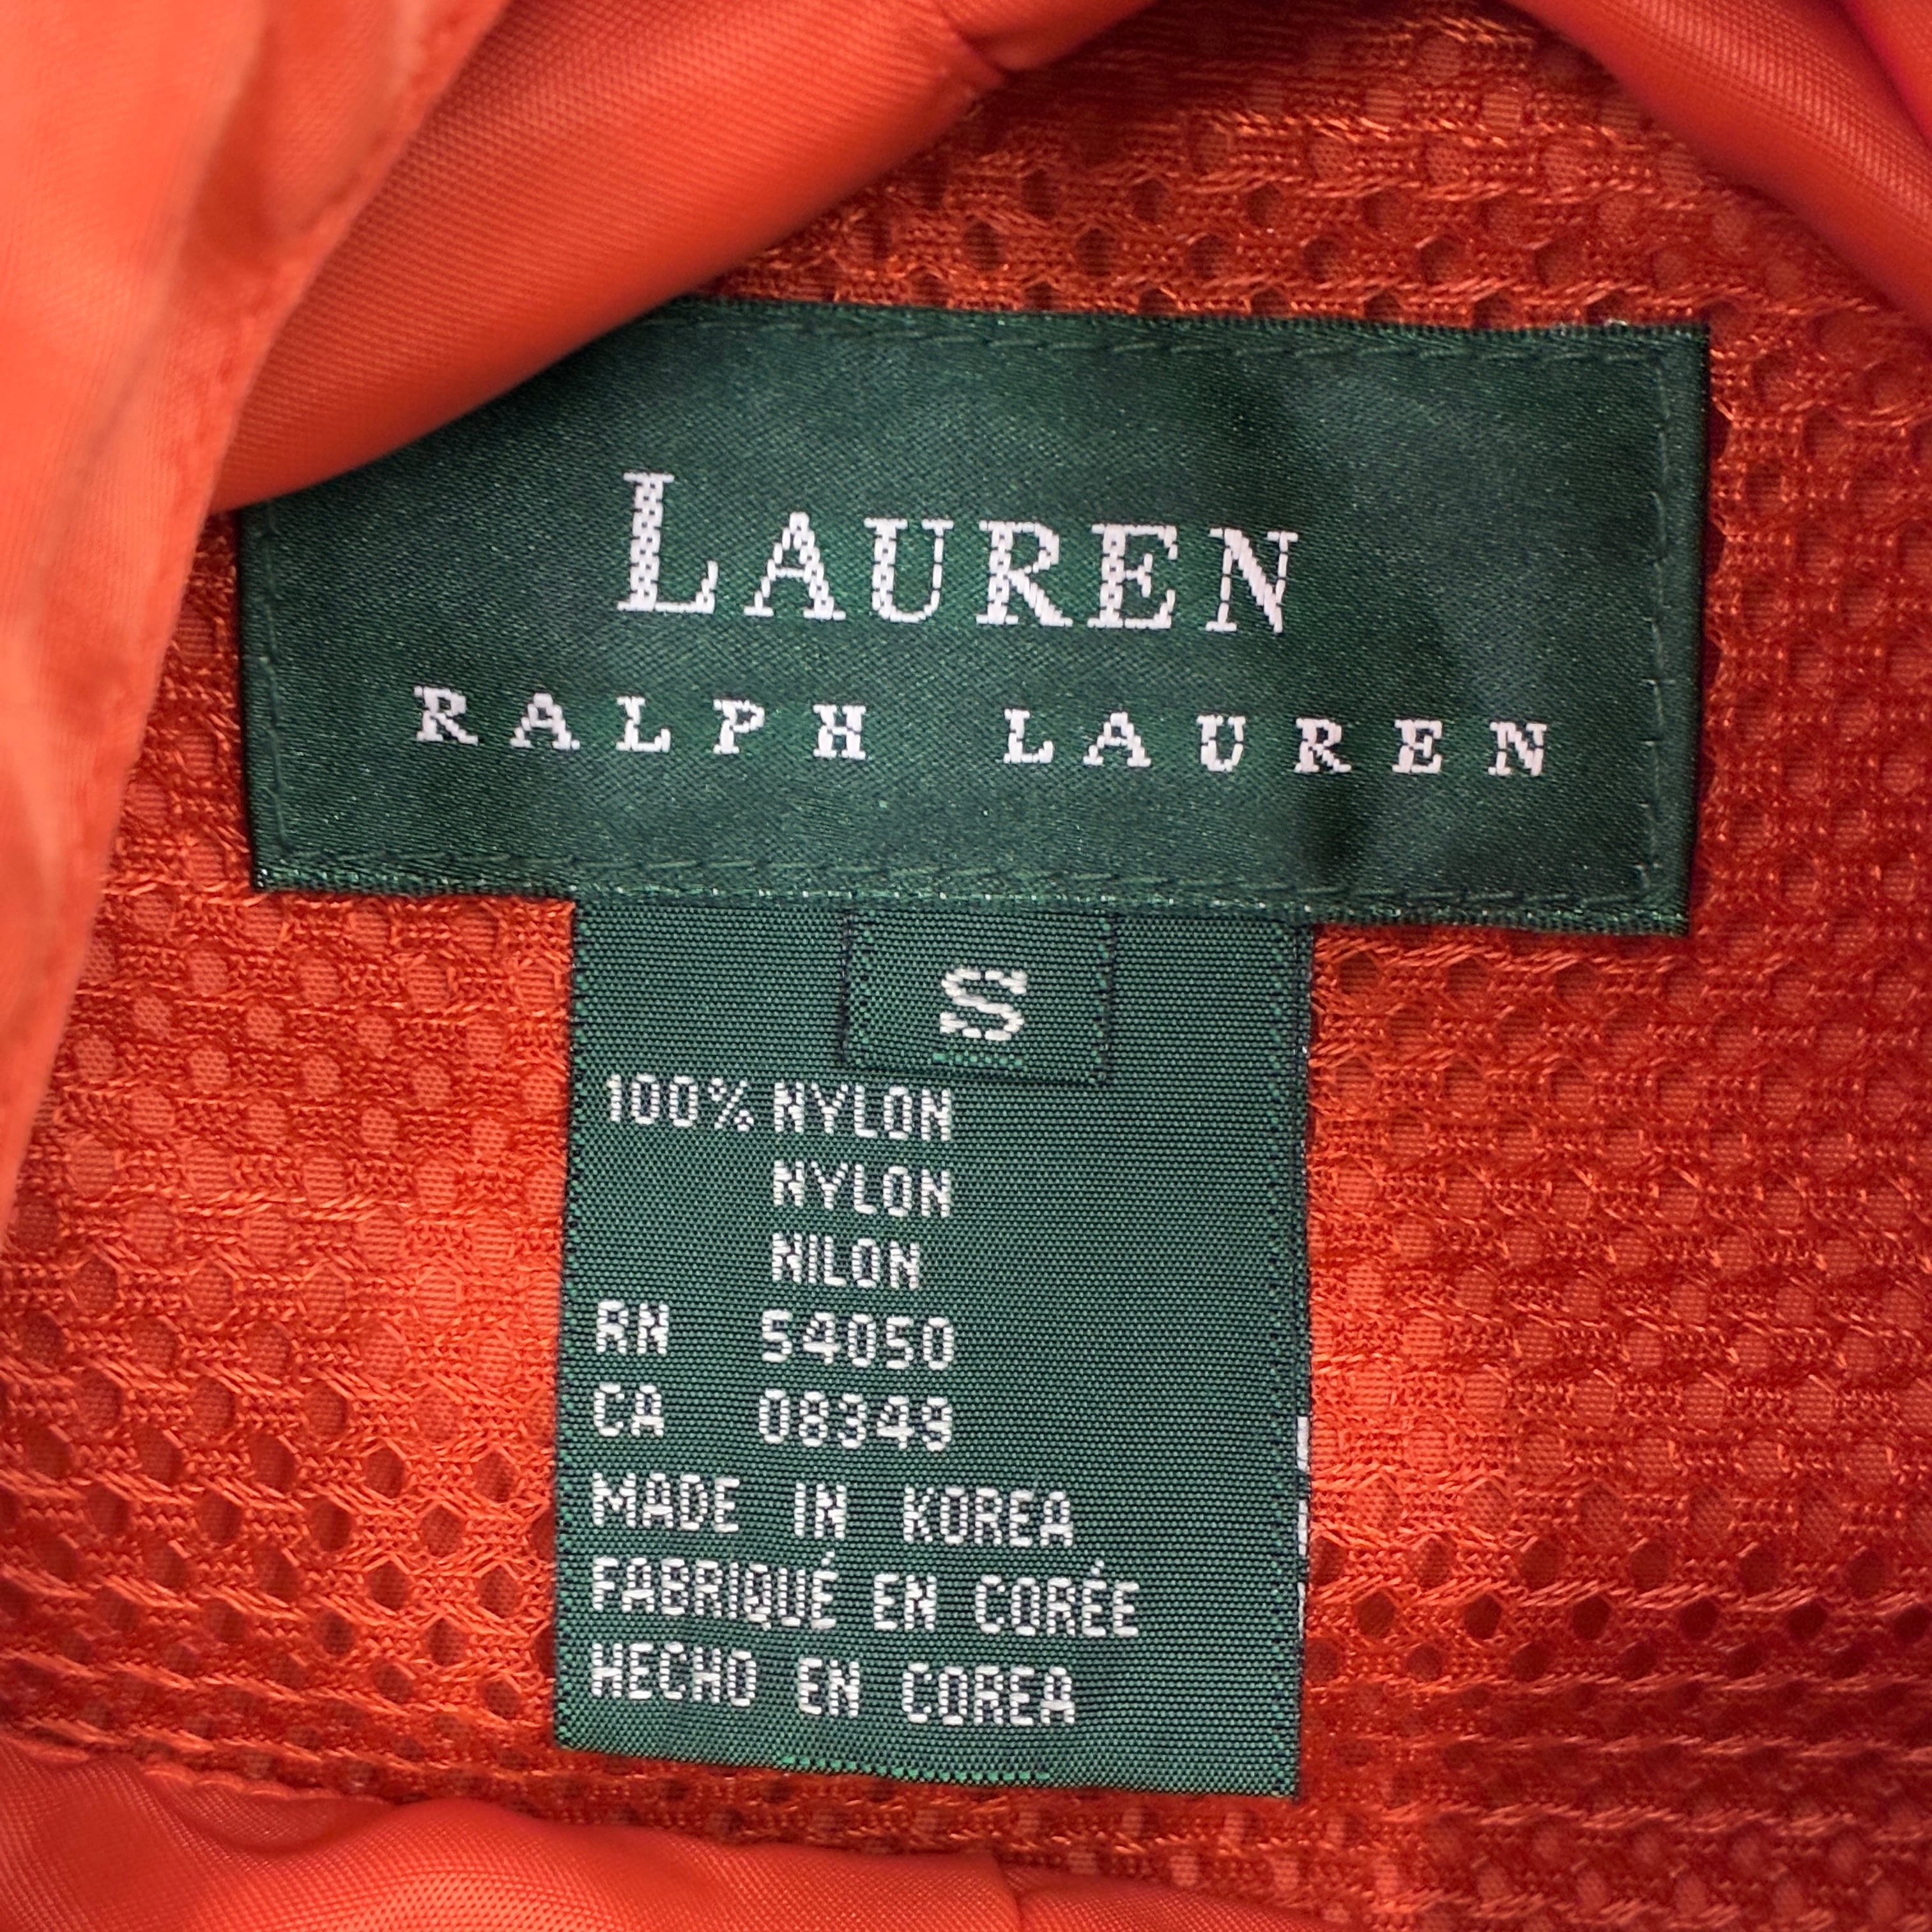 LAUREN
RALPH LAUREN
S
100% NYLON
NYLON
NILON
RN 54050
CA 08349
MADE IN KOREA
FABRIQUÉ EN CORÉE
HECHO EN COREA